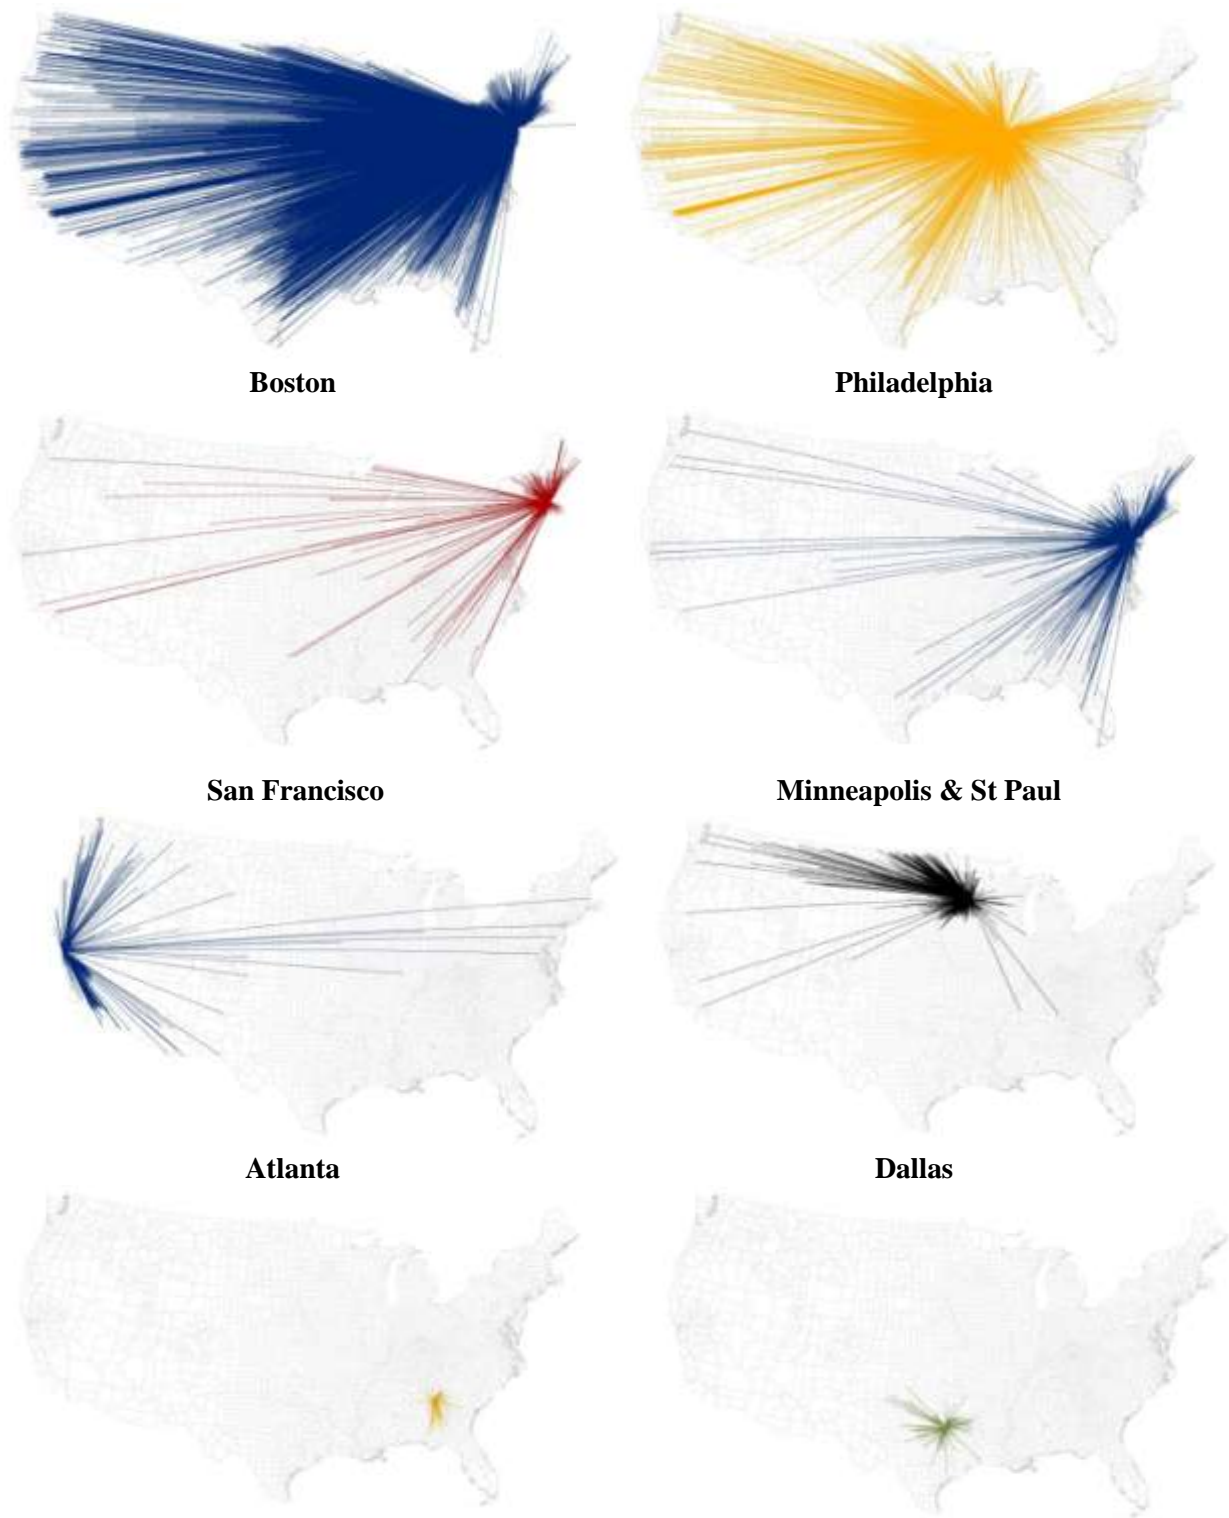 Boston
Philadelphia
San Francisco
Minneapolis & St Paul
Atlanta
Dallas